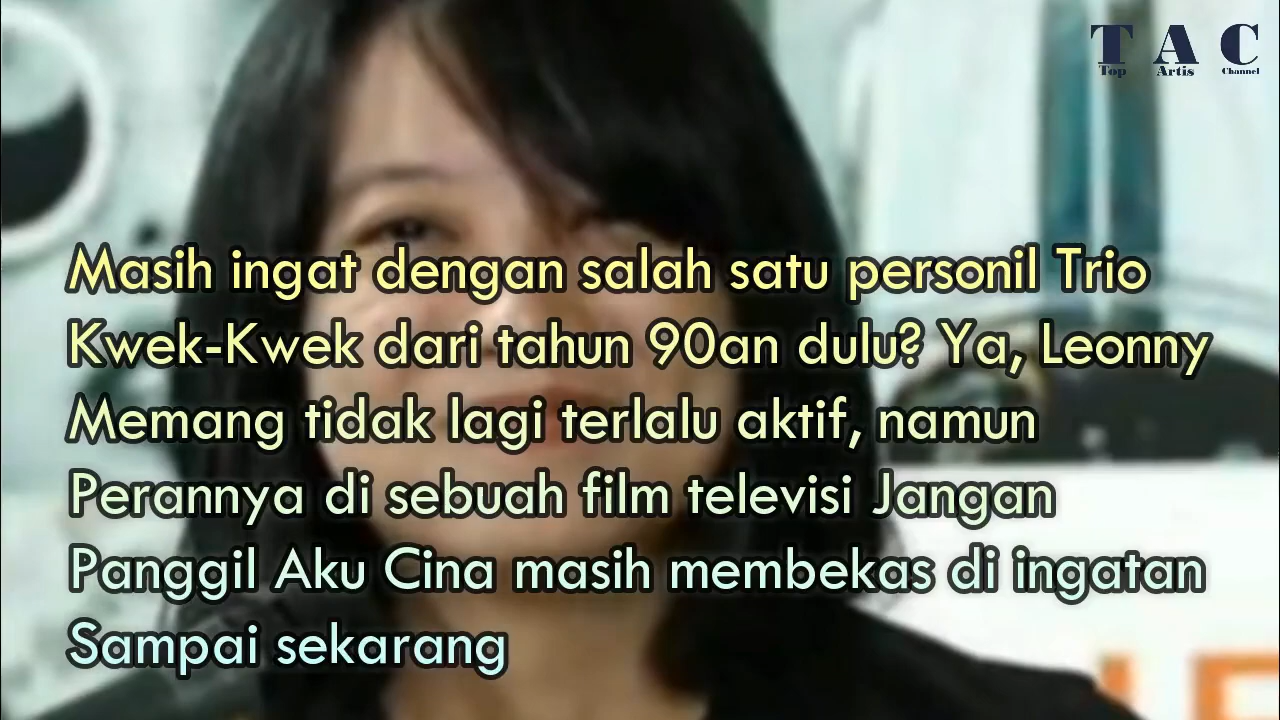 T A C
Top Artis Channel
Masih ingat dengan salah satu personil Trio
Kwek-Kwek dari tahun 90an dulu? Ya, Leonny
Memang tidak lagi terlalu aktif, namun
Perannya di sebuah film televisi Jangan
Panggil Aku Cina masih membekas di ingatan
Sampai sekarang